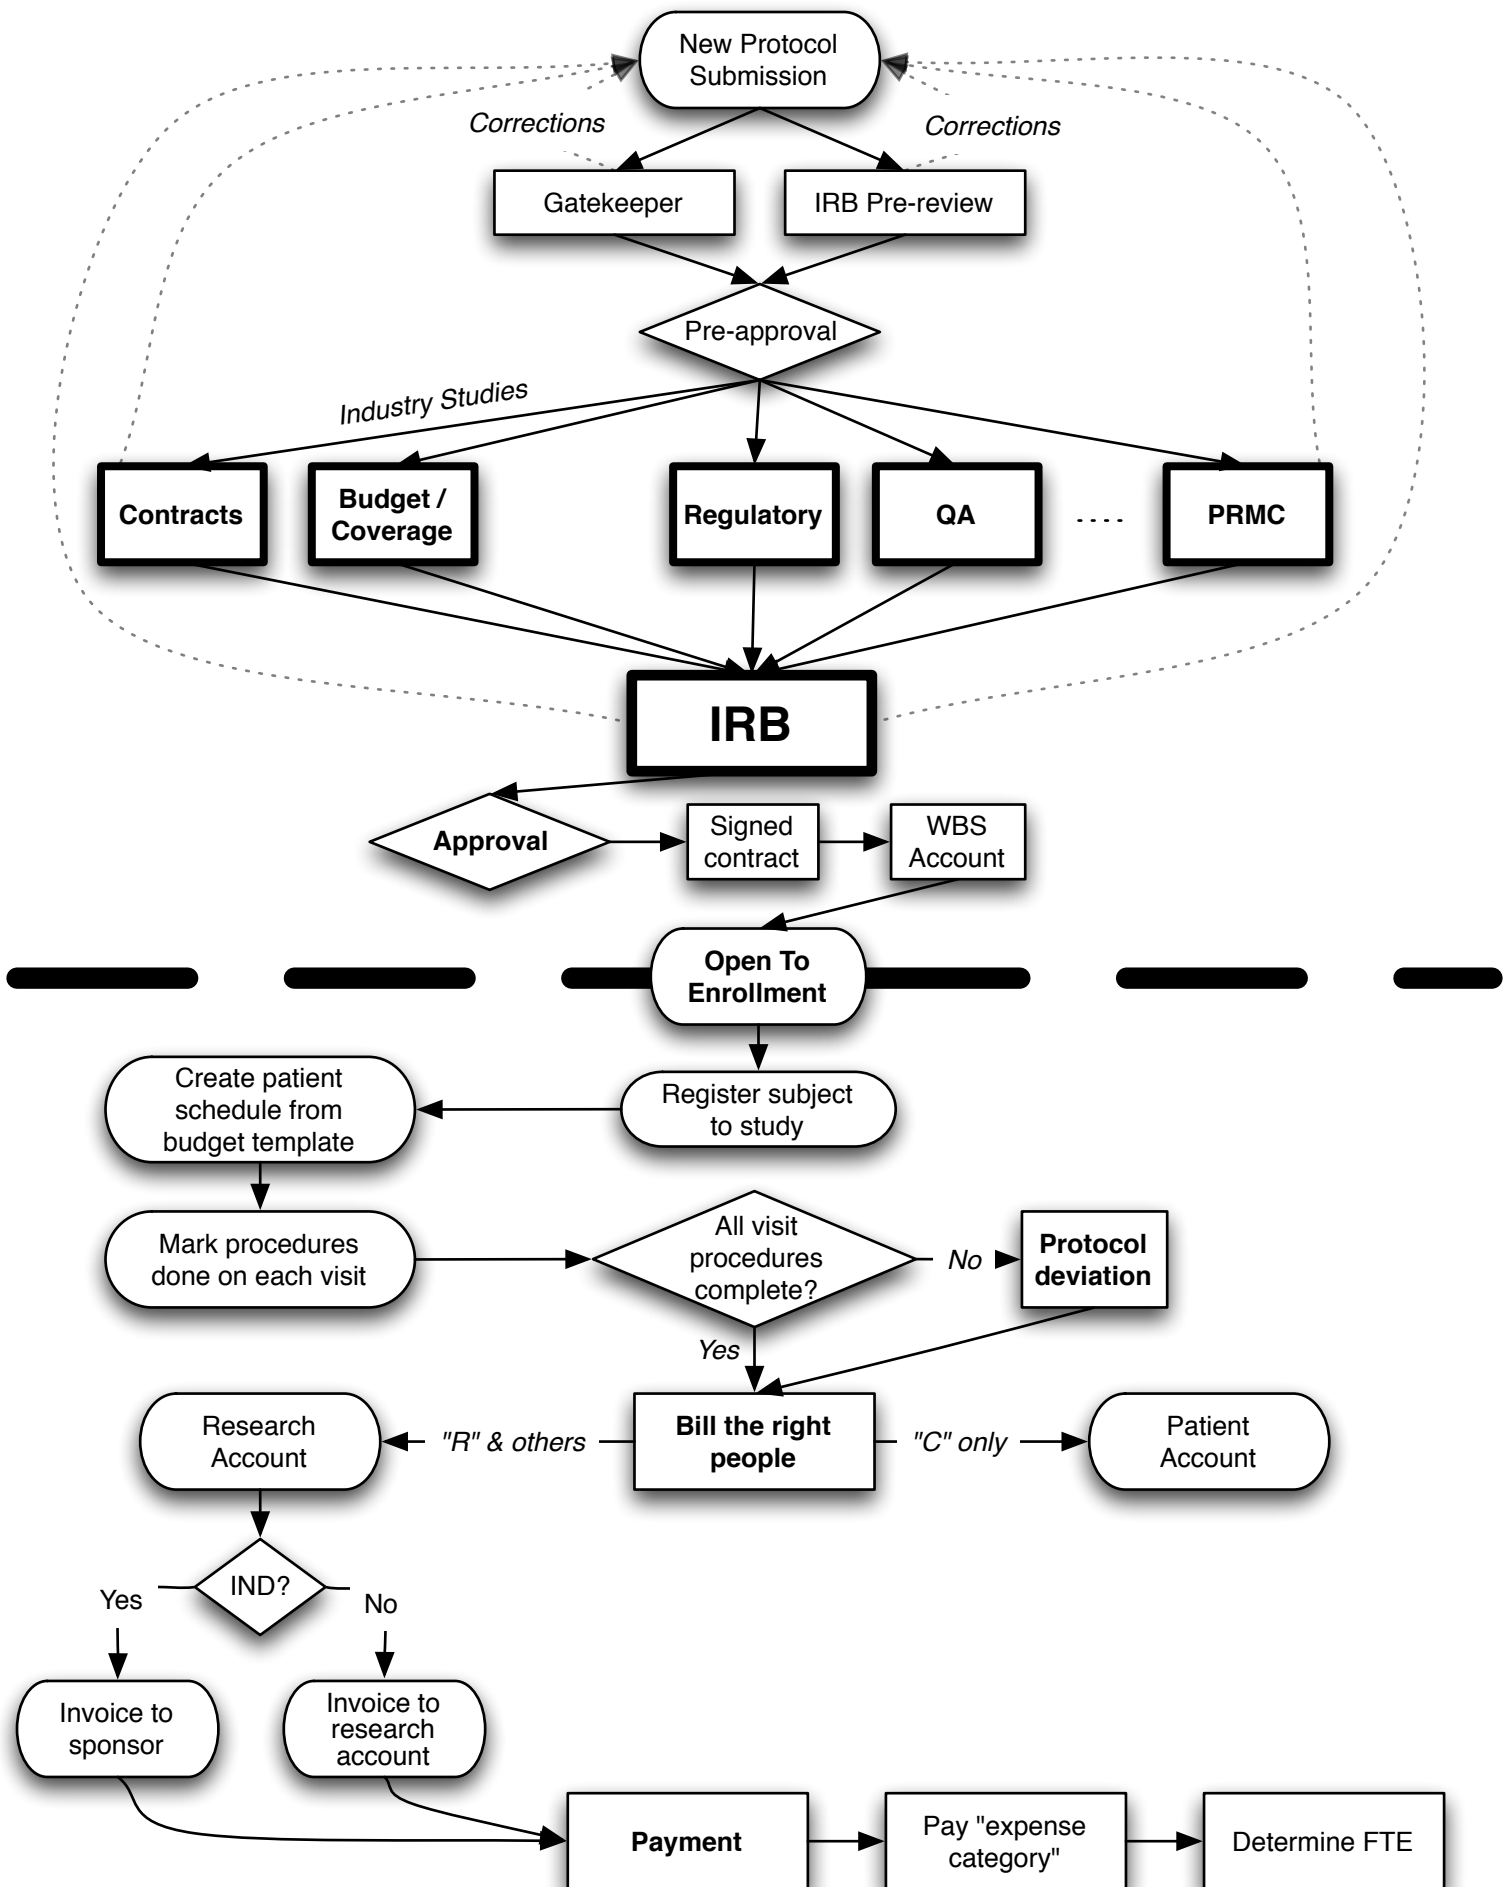 New Protocol
Submission
Corrections
Corrections
Gatekeeper
IRB Pre-review
Pre-approval
Industry Studies
Contracts
Budget /
Coverage
Regulatory
QA
....
PRMC
IRB
Approval
Signed
contract
WBS
Account
Open To
Enrollment
Create patient
schedule from
budget template
Register subject
to study
Mark procedures
done on each visit
All visit
procedures
complete?
No
Protocol
deviation
Yes
Research
Account
"R" & others
Bill the right
people
"C" only
Patient
Account
IND?
Yes
No
Invoice to
sponsor
Invoice to
research
account
Payment
Pay "expense
category"
Determine FTE